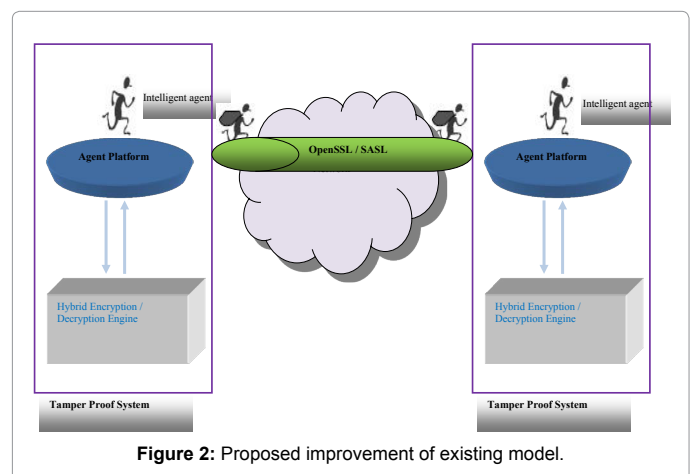 Intelligent agent
Agent Platform
Hybrid Encryption /
Decryption Engine
Tamper Proof System
OpenSSL / SASL
Intelligent agent
Agent Platform
Hybrid Encryption /
Decryption Engine
Tamper Proof System
Figure 2: Proposed improvement of existing model.